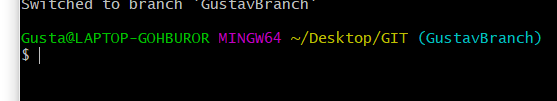 Switched to branch 'GustavBranch'
Gusta@LAPTOP-GOHBUROR MINGW64 ~/Desktop/GIT (GustavBranch)
$